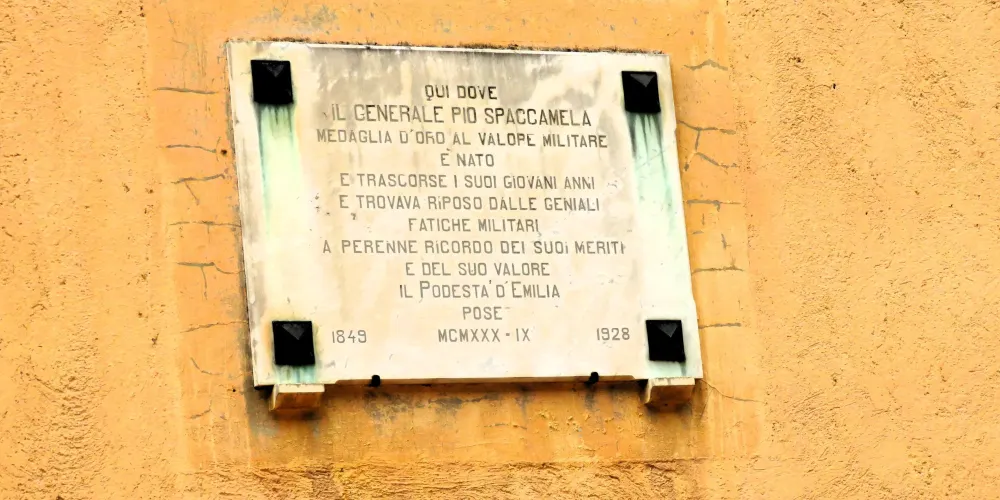 QUI DOVE
IL GENERALE PIO SPACCAMELA
MEDAGLIA D'ORO AL VALORE MILITARE
È NATO
E TRASCORSE I SUOI GIOVANI ANNI
E TROVAVA RIPOSO DALLE GENIALI
FATICHE MILITARI
A PERENNE RICORDO DEI SUOI MERITI
E DEL SUO VALORE
IL PODESTA' D'EMILIA
POSE
1849 MCMXXX - IX 1928